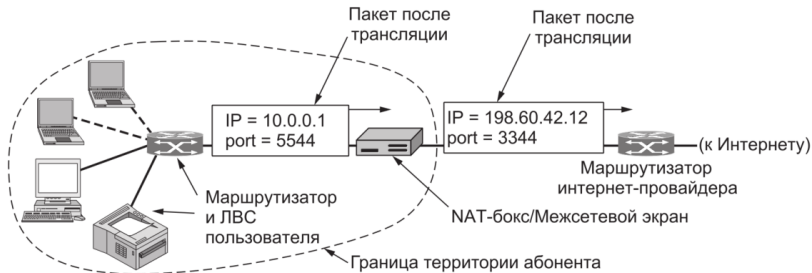 Пакет после
трансляции
Пакет после
трансляции
IP = 10.0.0.1
port = 5544
IP = 198.60.42.12
port = 3344
(к Интернету)
Маршрутизатор
интернет-провайдера
Маршрутизатор
и ЛВС
пользователя
NAT-бокс/Межсетевой экран
Граница территории абонента